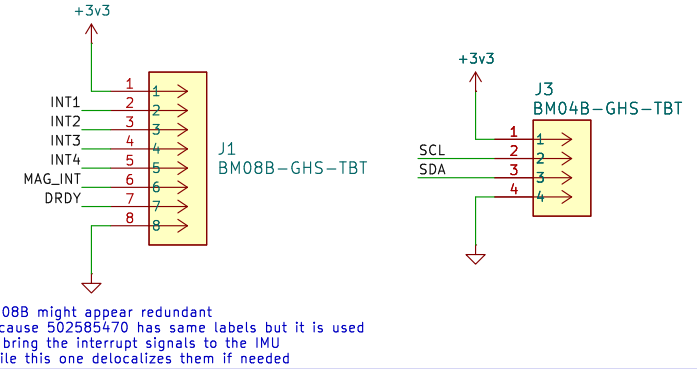 +3v3
1 1
INT1 2 2
INT2 3 3
INT3 4 4
INT4 5 5
MAG_INT 6 6
DRDY 7 7
8 8
J1
BM08B-GHS-TBT
+3v3
J3
BM04B-GHS-TBT
1 1
SCL 2 2
SDA 3 3
4 4
08B might appear redundant
cause 502585470 has same labels but it is used
bring the interrupt signals to the IMU
ile this one delocalizes them if needed